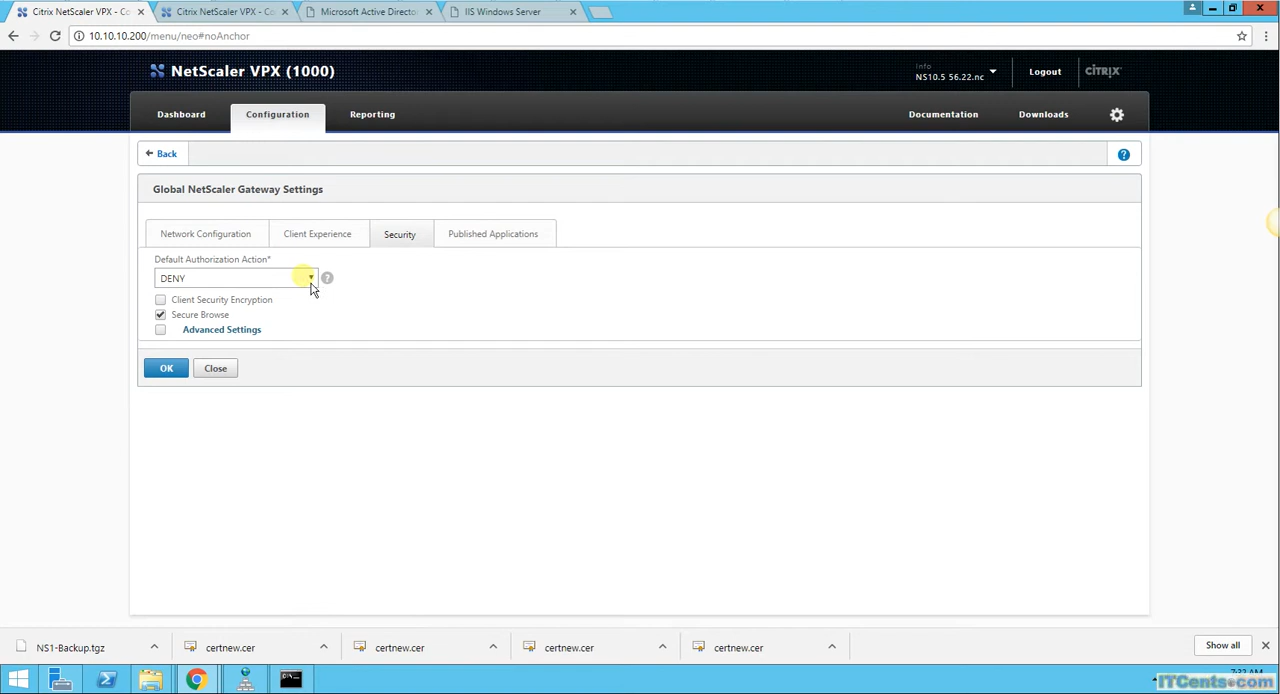 Citrix NetScaler VPX - Co
Citrix NetScaler VPX - Co
Microsoft Active Director
IIS Windows Server
10.10.10.200/menu/neo#noAnchor
NetScaler VPX (1000)
Info
NS10.5 56.22.nc
Logout
CITRIX
Dashboard
Configuration
Reporting
Documentation
Downloads
Back
?
Global NetScaler Gateway Settings
Network Configuration
Client Experience
Security
Published Applications
Default Authorization Action*
DENY
?
Client Security Encryption
Secure Browse
Advanced Settings
OK
Close
NS1-Backup.tgz
certnew.cer
certnew.cer
certnew.cer
certnew.cer
Show all
ITCents.com